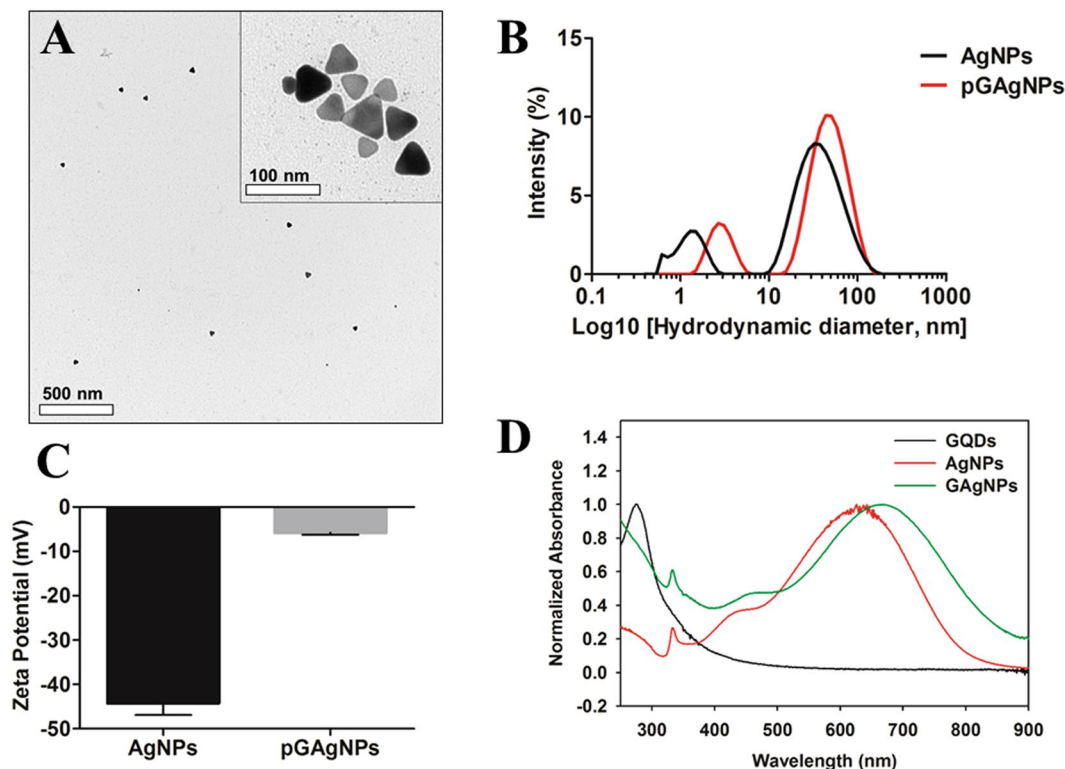 A
100 nm
500 nm
B
15
10
5
0
Intensity (%)
AgNPs
pGAgNPs
0.1 1 10 100 1000
Log10 [Hydrodynamic diameter, nm]
C
0
-10
-20
-30
-40
-50
Zeta Potential (mV)
AgNPs pGAgNPs
D
1.4
1.2
1.0
0.8
0.6
0.4
0.2
0.0
-0.2
Normalized Absorbance
GQDs
AgNPs
GAgNPs
300 400 500 600 700 800 900
Wavelength (nm)